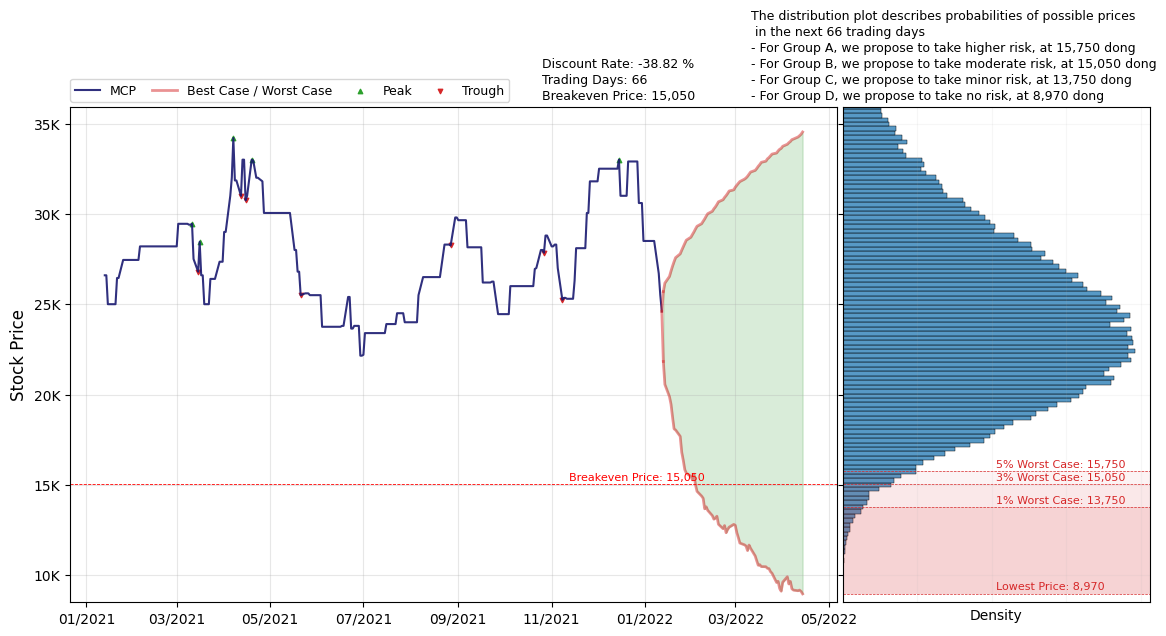 The distribution plot describes probabilities of possible prices
in the next 66 trading days
- For Group A, we propose to take higher risk, at 15,750 dong
- For Group B, we propose to take moderate risk, at 15,050 dong
- For Group C, we propose to take minor risk, at 13,750 dong
- For Group D, we propose to take no risk, at 8,970 dong
Discount Rate: -38.82 %
Trading Days: 66
Breakeven Price: 15,050
MCP
Best Case / Worst Case
Peak
Trough
Stock Price
35K
30K
25K
20K
15K
10K
Breakeven Price: 15,050
01/2021
03/2021
05/2021
07/2021
09/2021
11/2021
01/2022
03/2022
05/2022
5% Worst Case: 15,750
3% Worst Case: 15,050
1% Worst Case: 13,750
Lowest Price: 8,970
Density